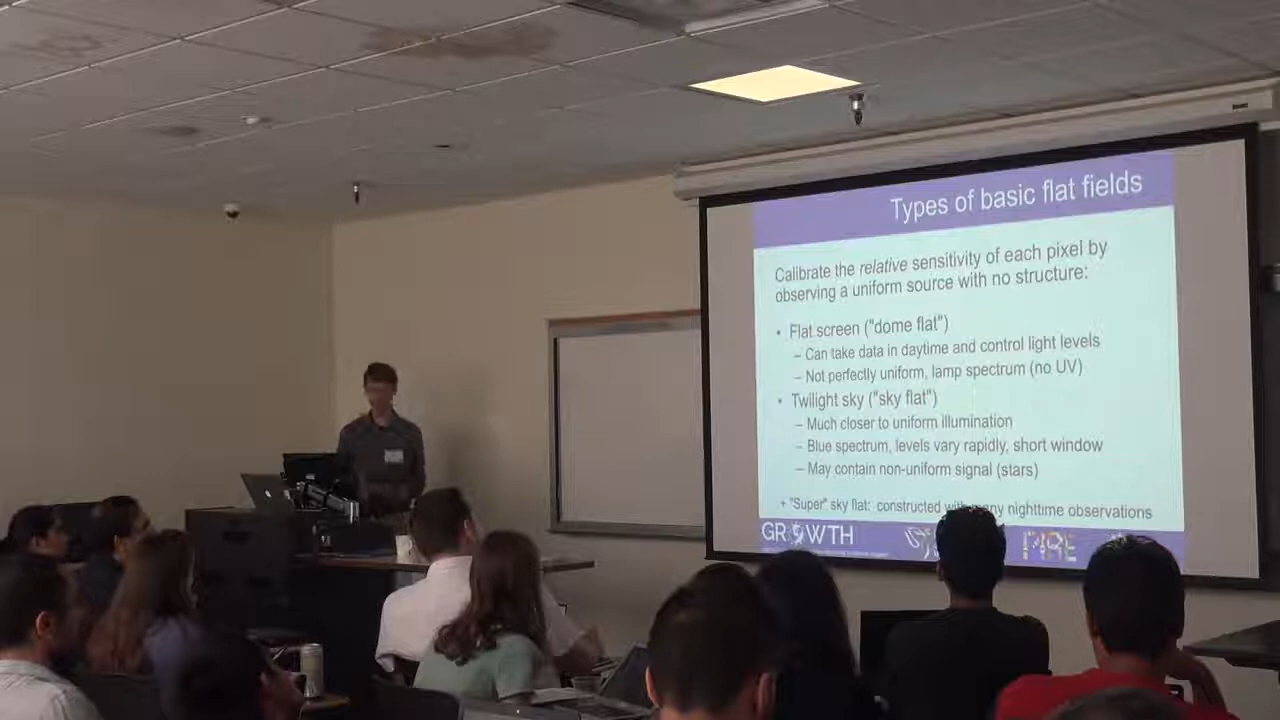 Types of basic flat fields
Calibrate the relative sensitivity of each pixel by
observing a uniform source with no structure:
• Flat screen ("dome flat")
– Can take data in daytime and control light levels
– Not perfectly uniform, lamp spectrum (no UV)
• Twilight sky ("sky flat")
– Much closer to uniform illumination
– Blue spectrum, levels vary rapidly, short window
– May contain non-uniform signal (stars)
+ "Super" sky flat: constructed with many nighttime observations
GROWTH
PIRE